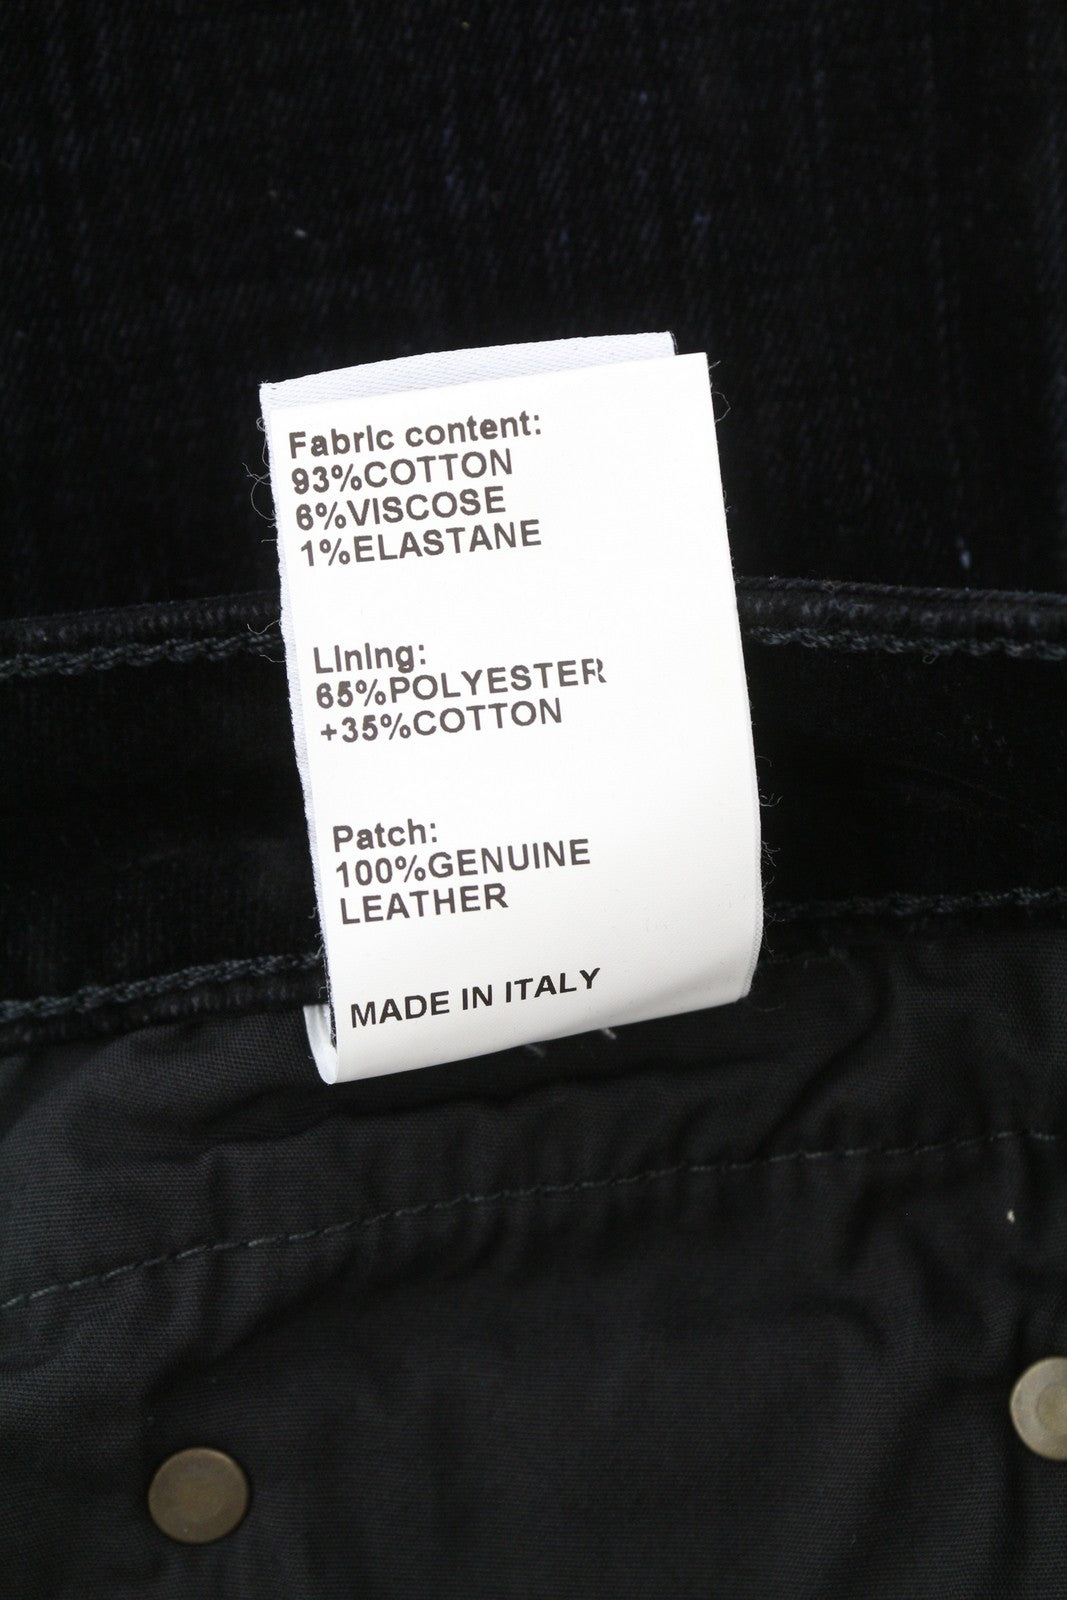 Fabric content:
93%COTTON
6%VISCOSE
1%ELASTANE
Lining:
65%POLYESTER
+35%COTTON
Patch:
100%GENUINE
LEATHER
MADE IN ITALY